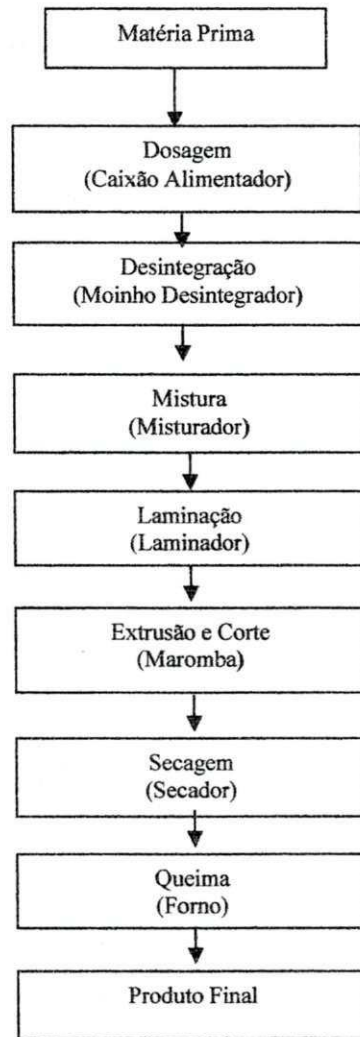 Matéria Prima
Dosagem
(Caixão Alimentador)
Desintegração
(Moinho Desintegrador)
Mistura
(Misturador)
Laminação
(Laminador)
Extrusão e Corte
(Maromba)
Secagem
(Secador)
Queima
(Forno)
Produto Final